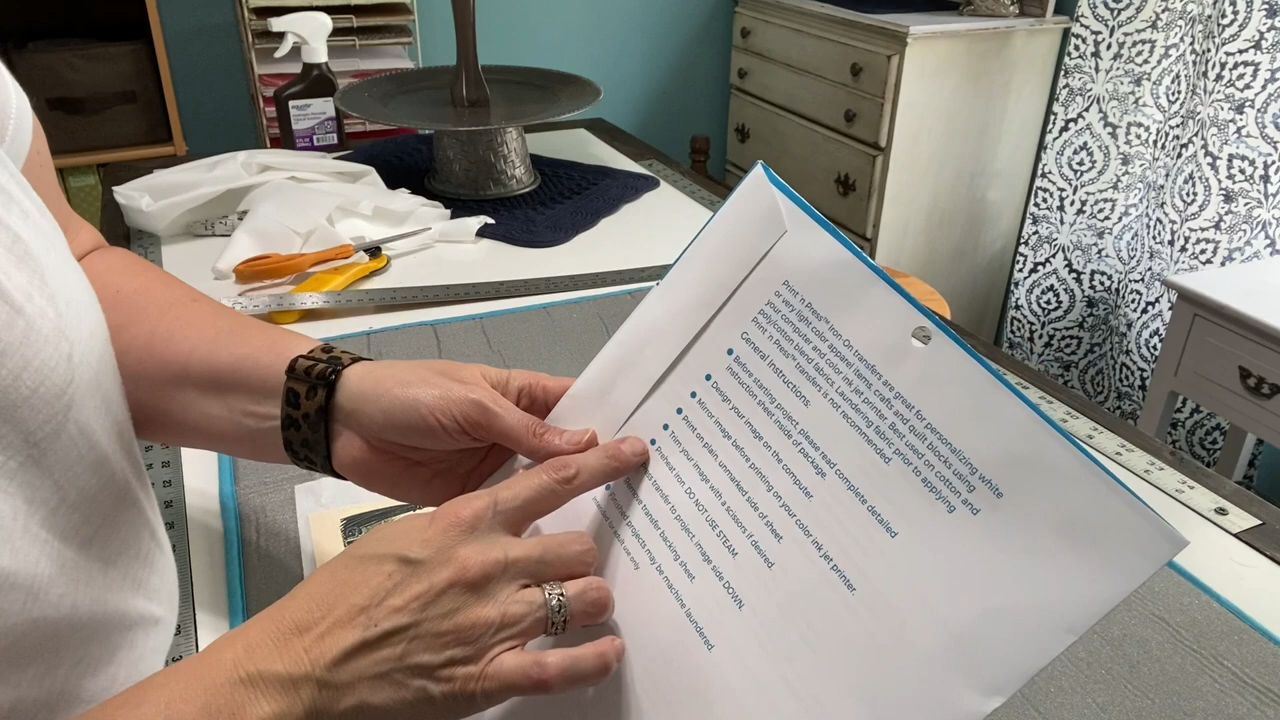 equate
Hydrogen Peroxide
Topical Solution
Print 'n Press™ Iron On transfers are great for personalizing white
or very light color apparel items, crafts and quilt blocks using
your computer and color ink jet printer. Best used on cotton and
poly/cotton blend fabrics. Laundering fabric prior to applying
Print 'n Press™ transfers is not recommended.
General Instructions:
● Before starting project, please read complete detailed
instruction sheet inside of package.
● Design your image on the computer.
● Mirror image before printing on your color ink jet printer.
● Print on plain, unmarked side of sheet.
● Trim your image with a scissors if desired.
● Preheat iron. DO NOT USE STEAM.
transfer to project, image side DOWN.
transfer backing sheet.
projects may be machine laundered.
for adult use only